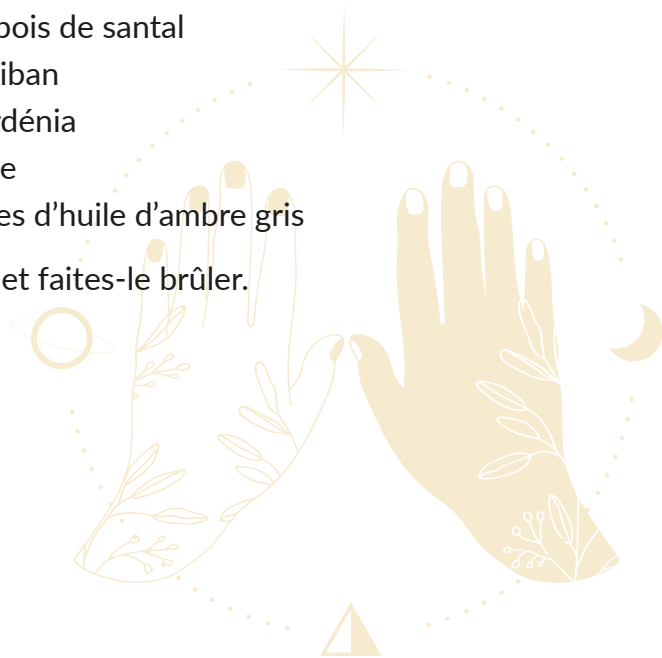 bois de santal
iban
rdénia
e
es d’huile d’ambre gris
et faites-le brûler.